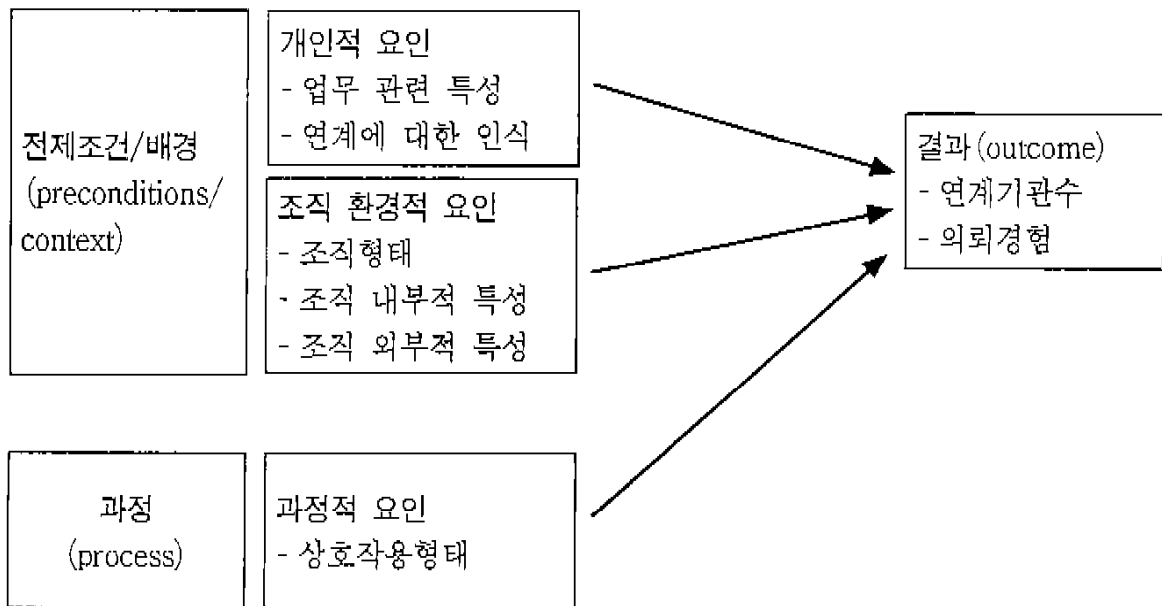 전제조건/배경
(preconditions/
context)
개인적 요인
- 업무 관련 특성
- 연계에 대한 인식
조직 환경적 요인
- 조직형태
- 조직 내부적 특성
- 조직 외부적 특성
과정
(process)
과정적 요인
- 상호작용형태
결과(outcome)
- 연계기관수
- 의뢰경험